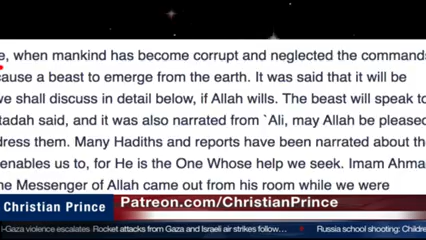 e, when mankind has become corrupt and neglected the commands
cause a beast to emerge from the earth. It was said that it will be
we shall discuss in detail below, if Allah wills. The beast will speak to
tadah said, and it was also narrated from `Ali, may Allah be pleased
dress them. Many Hadiths and reports have been narrated about the
enables us to, for He is the One Whose help we seek. Imam Ahma
he Messenger of Allah came out from his room while we were
Christian Prince
Patreon.com/ChristianPrince
i-Gaza violence escalates Rocket attacks from Gaza and Israeli air strikes follow... Russia school shooting: Childre